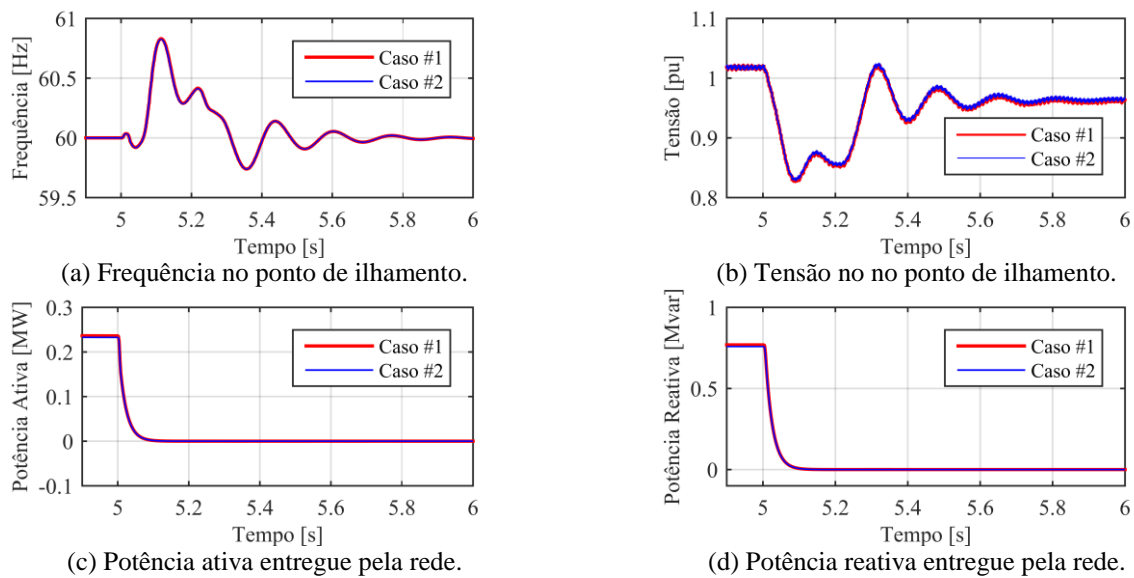 61
60.5
60
59.5
Frequência [Hz]
Caso #1
Caso #2
5
5.2
5.4
5.6
5.8
6
Tempo [s]
(a) Frequência no ponto de ilhamento.
1.1
1
0.9
0.8
Tensão [pu]
Caso #1
Caso #2
5
5.2
5.4
5.6
5.8
6
Tempo [s]
(b) Tensão no no ponto de ilhamento.
0.3
0.2
0.1
0
-0.1
Potência Ativa [MW]
Caso #1
Caso #2
5
5.2
5.4
5.6
5.8
6
Tempo [s]
(c) Potência ativa entregue pela rede.
1
0.5
0
Potência Reativa [Mvar]
Caso #1
Caso #2
5
5.2
5.4
5.6
5.8
6
Tempo [s]
(d) Potência reativa entregue pela rede.